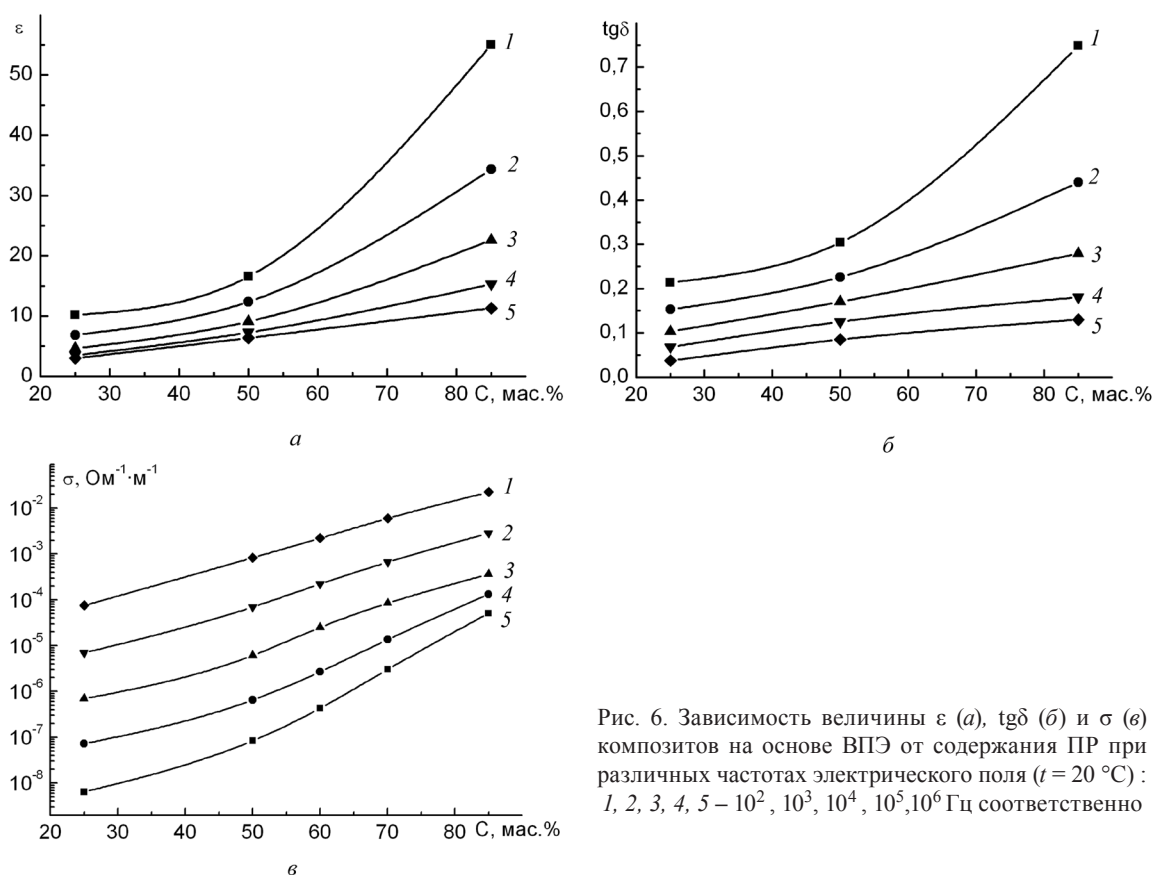 ε
50
40
30
20
10
0
20 30 40 50 60 70 80 С, мас.%
1
2
3
4
5
а
tgδ
0,7
0,6
0,5
0,4
0,3
0,2
0,1
0,0
20 30 40 50 60 70 80 С, мас.%
1
2
3
4
5
б
σ, Ом⁻¹·м⁻¹
10⁻²
10⁻³
10⁻⁴
10⁻⁵
10⁻⁶
10⁻⁷
10⁻⁸
20 30 40 50 60 70 80 С, мас.%
1
2
3
4
5
в
Рис. 6. Зависимость величины ε (а), tgδ (б) и σ (в)
композитов на основе ВПЭ от содержания ПР при
различных частотах электрического поля (t = 20 °С) :
1, 2, 3, 4, 5 – 10² , 10³, 10⁴ , 10⁵,10⁶ Гц соответственно